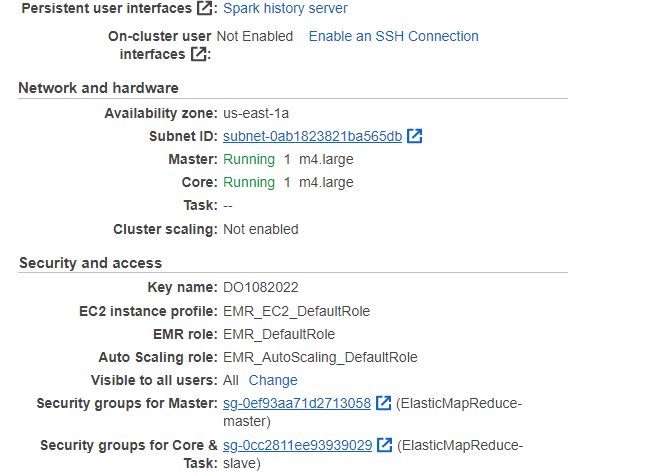 Persistent user interfaces : Spark history server
On-cluster user Not Enabled Enable an SSH Connection
interfaces :
Network and hardware
Availability zone: us-east-1a
Subnet ID: subnet-0ab1823821ba565db
Master: Running 1 m4.large
Core: Running 1 m4.large
Task: --
Cluster scaling: Not enabled
Security and access
Key name: DO1082022
EC2 instance profile: EMR_EC2_DefaultRole
EMR role: EMR_DefaultRole
Auto Scaling role: EMR_AutoScaling_DefaultRole
Visible to all users: All Change
Security groups for Master: sg-0ef93aa71d2713058 (ElasticMapReduce-
master)
Security groups for Core & sg-0cc2811ee93939029 (ElasticMapReduce-
Task: slave)